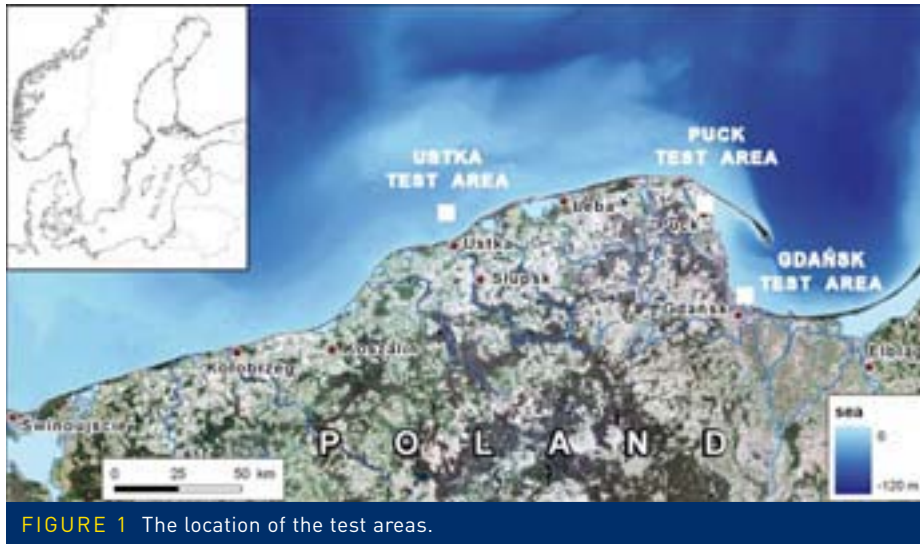 USTKA
TEST AREA
PUCK
TEST AREA
Łeba
Puck
Ustka
GDAŃSK
TEST AREA
Słupsk
Gdańsk
Koszalin
Kołobrzeg
Elbląg
Świnoujście
sea
0
-120 m
POLAND
0 25 50 km
FIGURE 1 The location of the test areas.